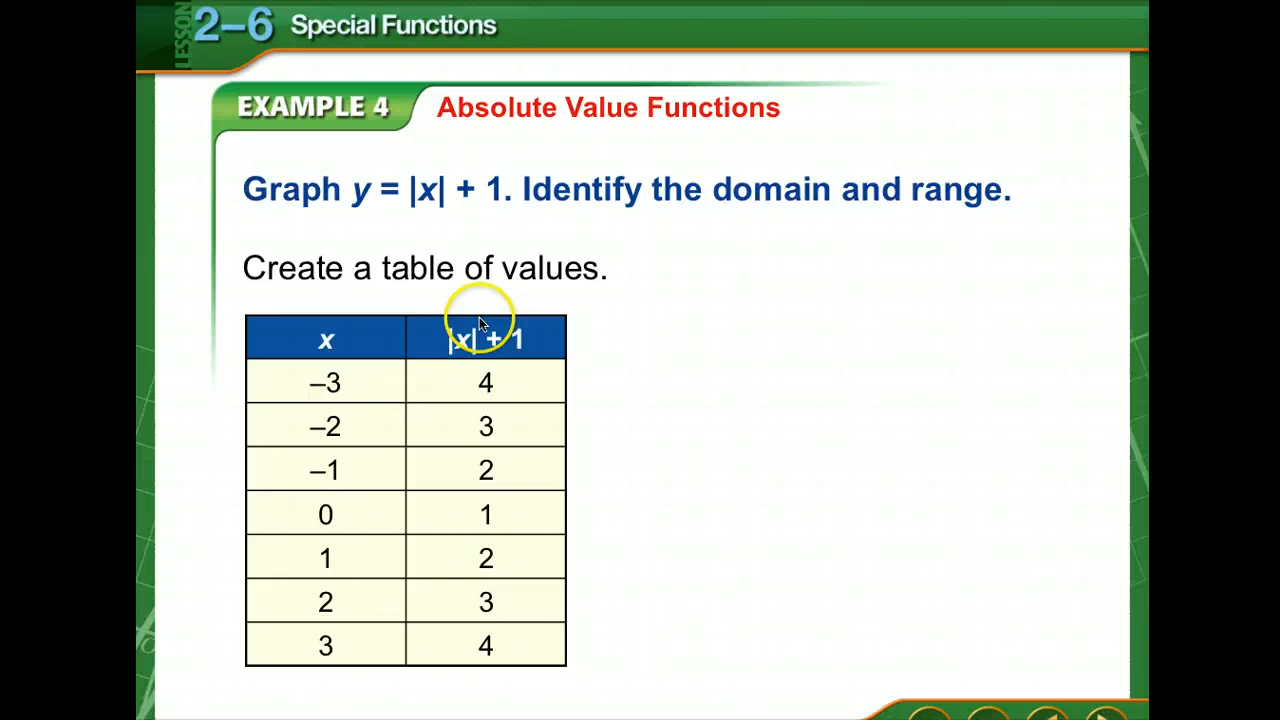 LESSON
2–6 Special Functions
EXAMPLE 4 Absolute Value Functions
Graph y = |x| + 1. Identify the domain and range.
Create a table of values.
x |x| + 1
–3 4
–2 3
–1 2
0 1
1 2
2 3
3 4